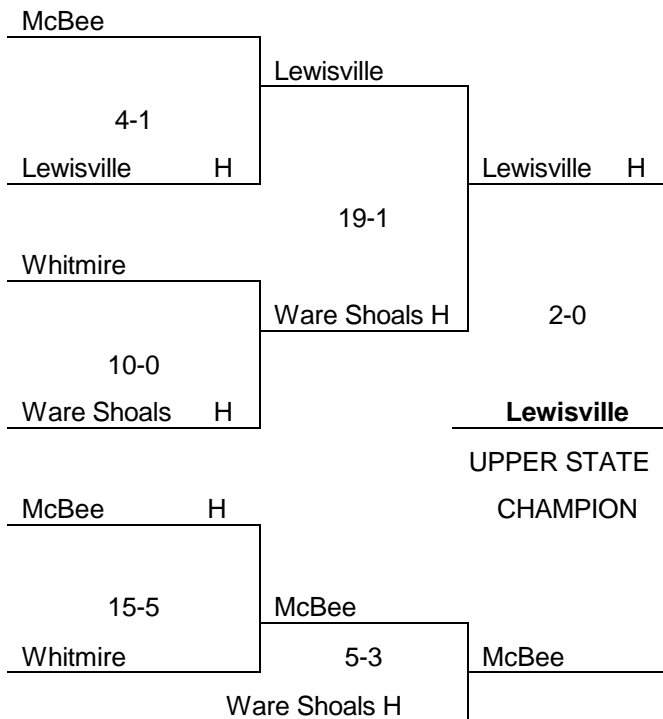 McBee
Lewisville
4-1
Lewisville H
Lewisville H
19-1
Whitmire
Ware Shoals H
2-0
10-0
Ware Shoals H
Lewisville
UPPER STATE
McBee H
CHAMPION
15-5
McBee
Whitmire
5-3
McBee
Ware Shoals H